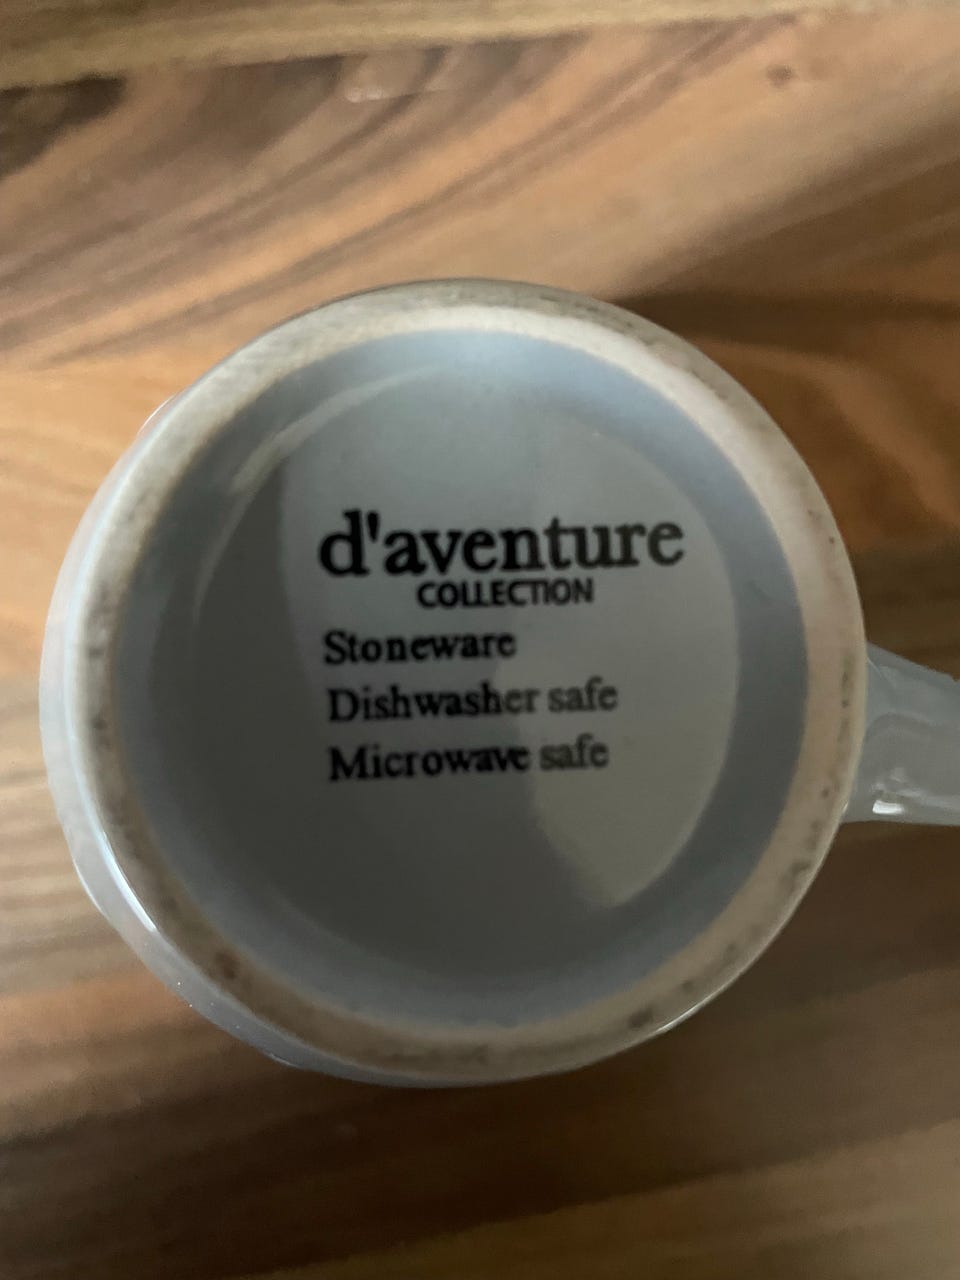 d'aventure
COLLECTION
Stoneware
Dishwasher safe
Microwave safe